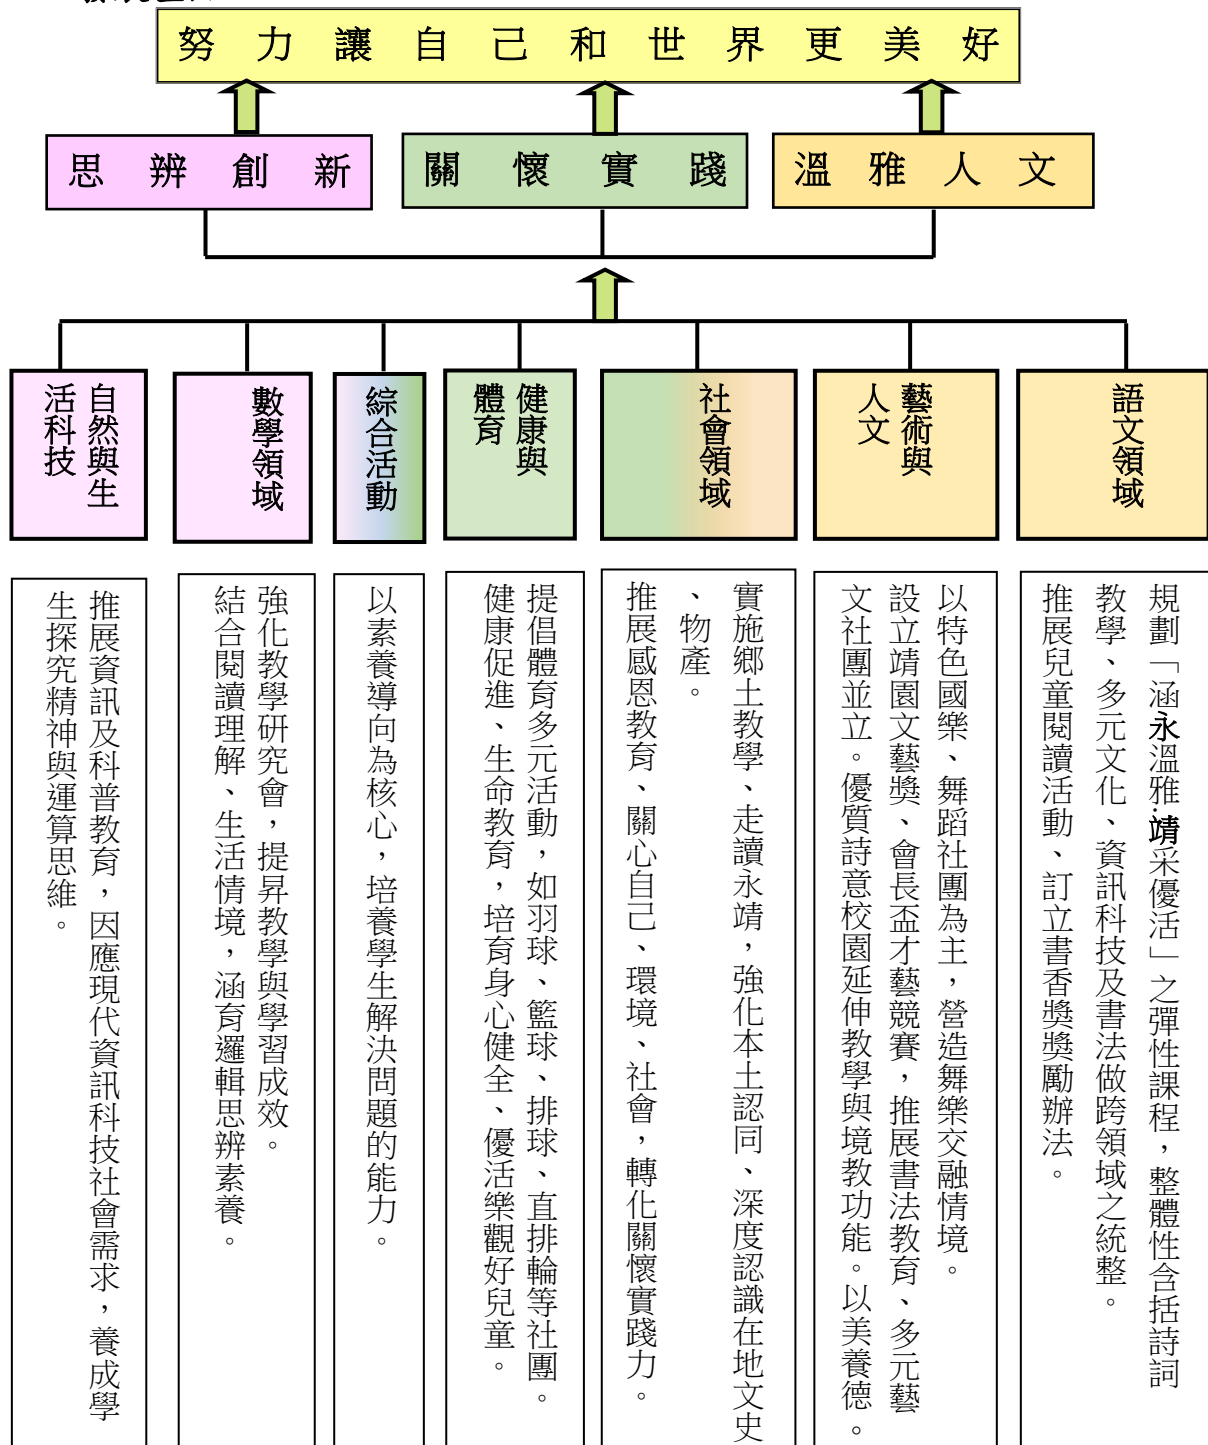 努力讓自己和世界更美好
思辨創新
關懷實踐
溫雅人文
語文領域
藝術與
人文
社會領域
健康與
體育
綜合活動
數學領域
自然與生
活科技
規劃「涵永溫雅:靖采優活」之彈性課程,整體性含括詩詞
教學、多元文化、資訊科技及書法做跨領域之統整。
推展兒童閱讀活動、訂立書香獎獎勵辦法。
以特色國樂、舞蹈社團為主,營造舞樂交融情境。
設立靖園文藝獎、會長盃才藝競賽,推展書法教育、多元藝
文社團並立。優質詩意校園延伸教學與境教功能。以美養德。
實施鄉土教學、走讀永靖,強化本土認同、深度認識在地文史
、物產。
推展感恩教育、關心自己、環境、社會,轉化關懷實踐力。
提倡體育多元活動,如羽球、籃球、排球、直排輪等社團。
健康促進、生命教育,培育身心健全、優活樂觀好兒童。
以素養導向為核心,培養學生解決問題的能力。
強化教學研究會,提昇教學與學習成效。
結合閱讀理解、生活情境,涵育邏輯思辨素養。
推展資訊及科普教育,因應現代資訊科技社會需求,養成學
生探究精神與運算思維。